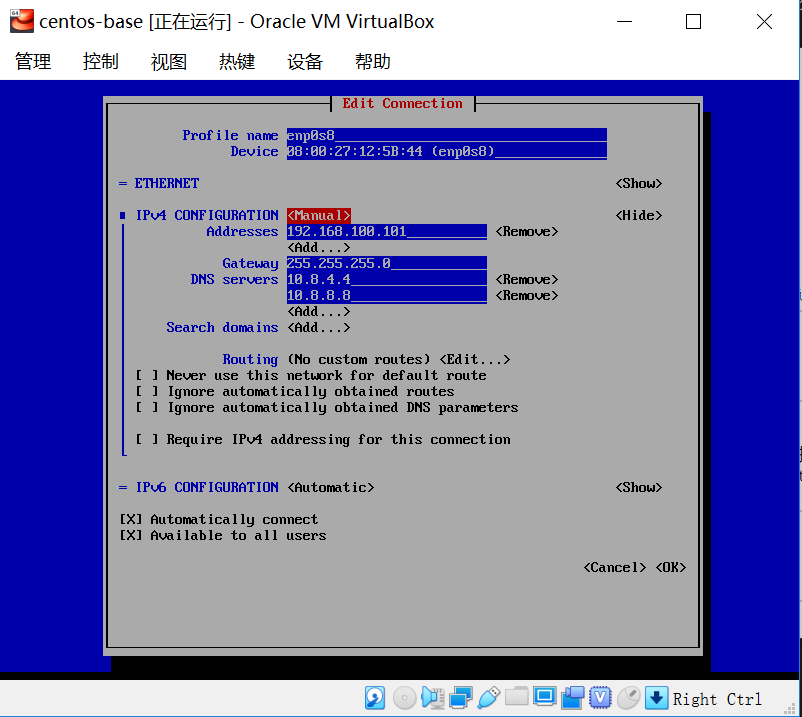 centos-base [正在运行] - Oracle VM VirtualBox
管理 控制 视图 热键 设备 帮助
Edit Connection
Profile name enp0s8
Device 08:00:27:12:5B:44 (enp0s8)
= ETHERNET <Show>
IPv4 CONFIGURATION <Manual> <Hide>
Addresses 192.168.100.101 <Remove>
<Add...>
Gateway 255.255.255.0
DNS servers 10.8.4.4 <Remove>
10.8.8.8 <Remove>
<Add...>
Search domains <Add...>
Routing (No custom routes) <Edit...>
[ ] Never use this network for default route
[ ] Ignore automatically obtained routes
[ ] Ignore automatically obtained DNS parameters
[ ] Require IPv4 addressing for this connection
= IPv6 CONFIGURATION <Automatic> <Show>
[X] Automatically connect
[X] Available to all users
<Cancel> <OK>
Right Ctrl